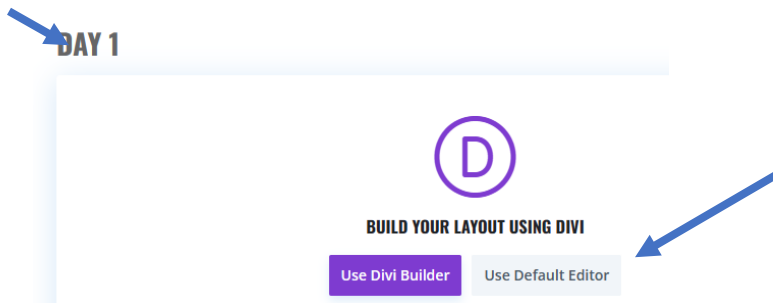 DAY 1
D
BUILD YOUR LAYOUT USING DIVI
Use Divi Builder Use Default Editor